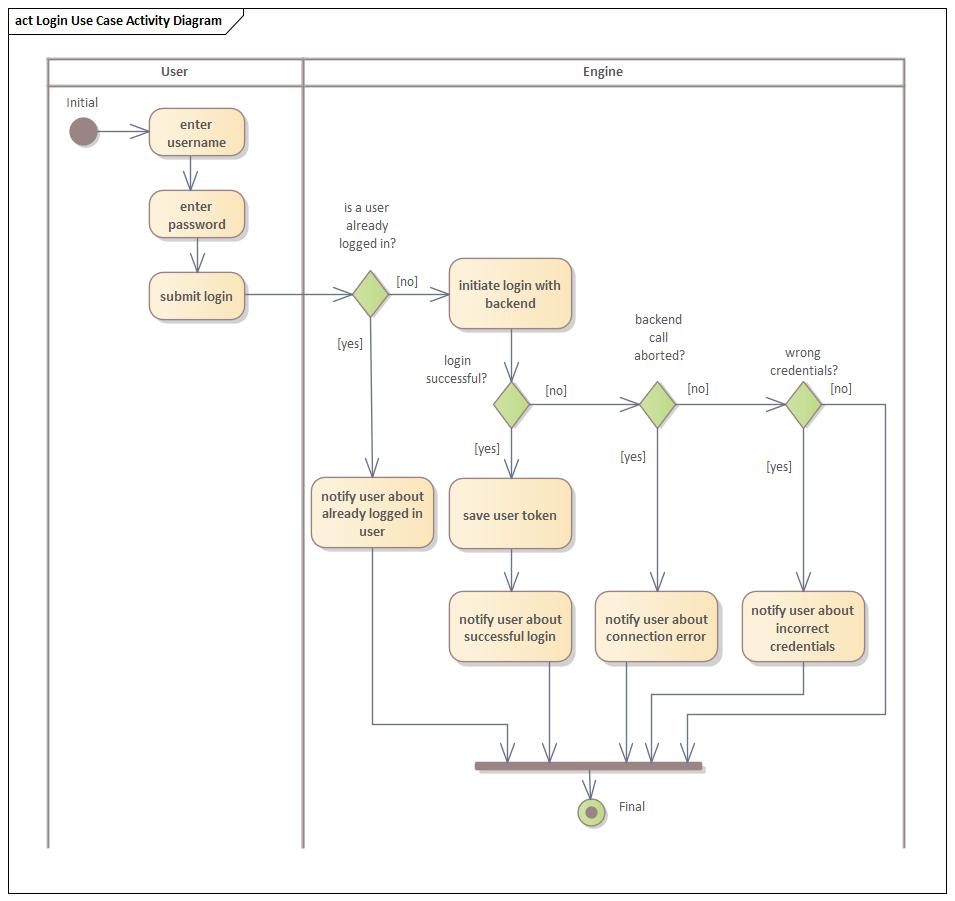 act Login Use Case Activity Diagram
User
Engine
Initial
enter
username
enter
password
submit login
is a user
already
logged in?
[no]
[yes]
initiate login with
backend
login
successful?
[no]
[yes]
backend
call
aborted?
[no]
[yes]
wrong
credentials?
[no]
[yes]
notify user about
already logged in
user
save user token
notify user about
successful login
notify user about
connection error
notify user about
incorrect
credentials
Final